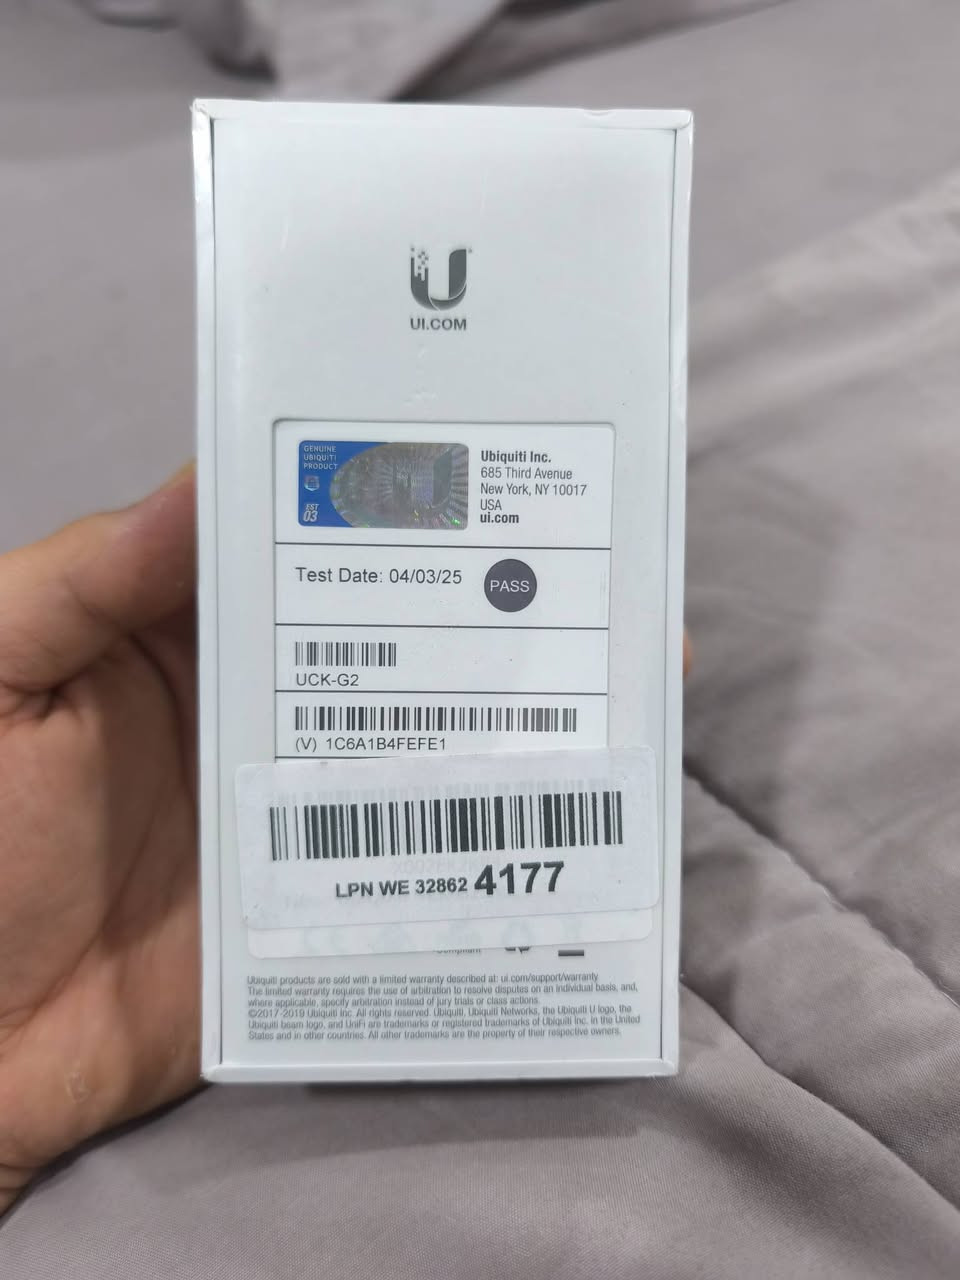 UI.COM
GENUINE
UBIQUITI
PRODUCT
EST
03
Ubiquiti Inc.
685 Third Avenue
New York, NY 10017
USA
ui.com
Test Date: 04/03/25
PASS
UCK-G2
(V) 1C6A1B4FEFE1
LPN WE 32862 4177
Compliant
Ubiquiti products are sold with a limited warranty described at: ui.com/support/warranty
The limited warranty requires the use of arbitration to resolve disputes on an individual basis, and,
where applicable, specify arbitration instead of jury trials or class actions.
©2017-2019 Ubiquiti Inc. All rights reserved. Ubiquiti, Ubiquiti Networks, the Ubiquiti U logo, the
Ubiquiti beam logo, and UniFi are trademarks or registered trademarks of Ubiquiti Inc. in the United
States and in other countries. All other trademarks are the property of their respective owners.